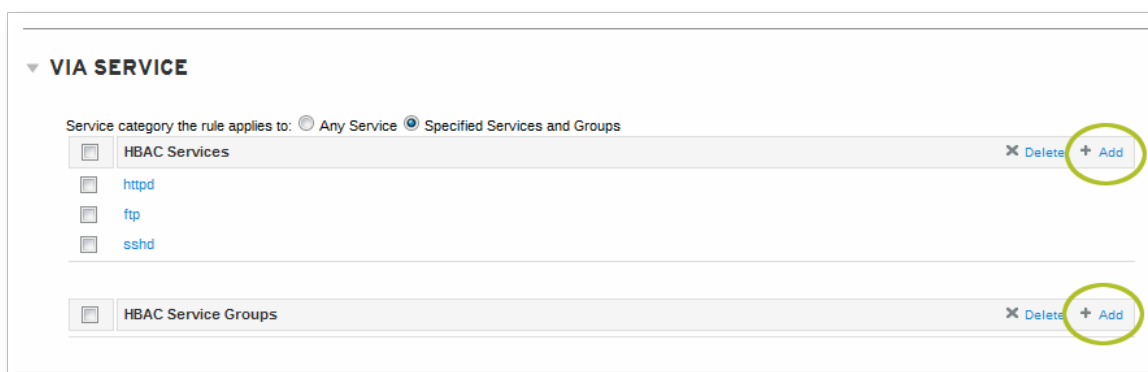 VIA SERVICE
Service category the rule applies to: Any Service Specified Services and Groups
HBAC Services Delete Add
httpd
ftp
sshd
HBAC Service Groups Delete Add